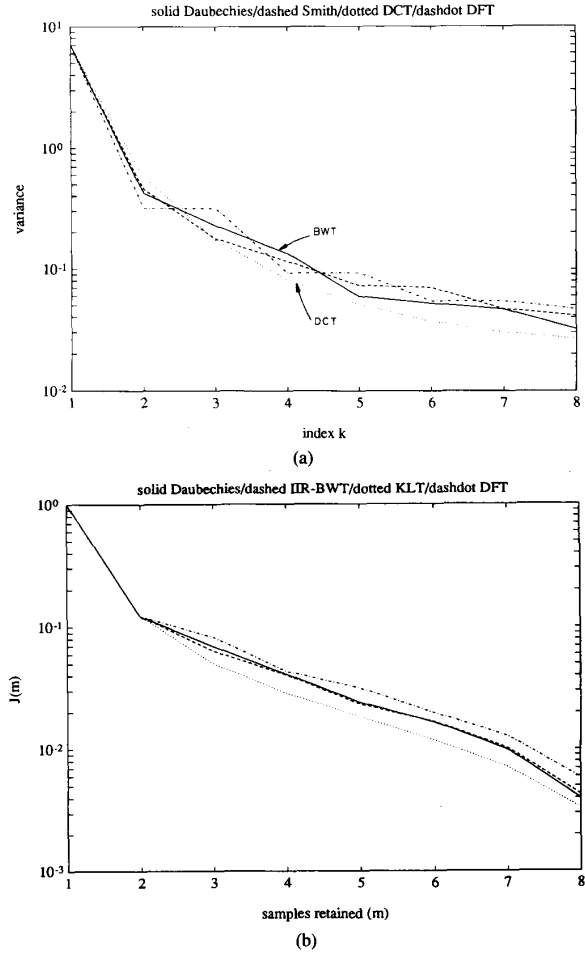 solid Daubechies/dashed Smith/dotted DCT/dashdot DFT
10^1
10^0
10^-1
10^-2
variance
BWT
DCT
1 2 3 4 5 6 7 8
index k
(a)
solid Daubechies/dashed IIR-BWT/dotted KLT/dashdot DFT
10^0
10^-1
10^-2
10^-3
J(m)
1 2 3 4 5 6 7 8
samples retained (m)
(b)